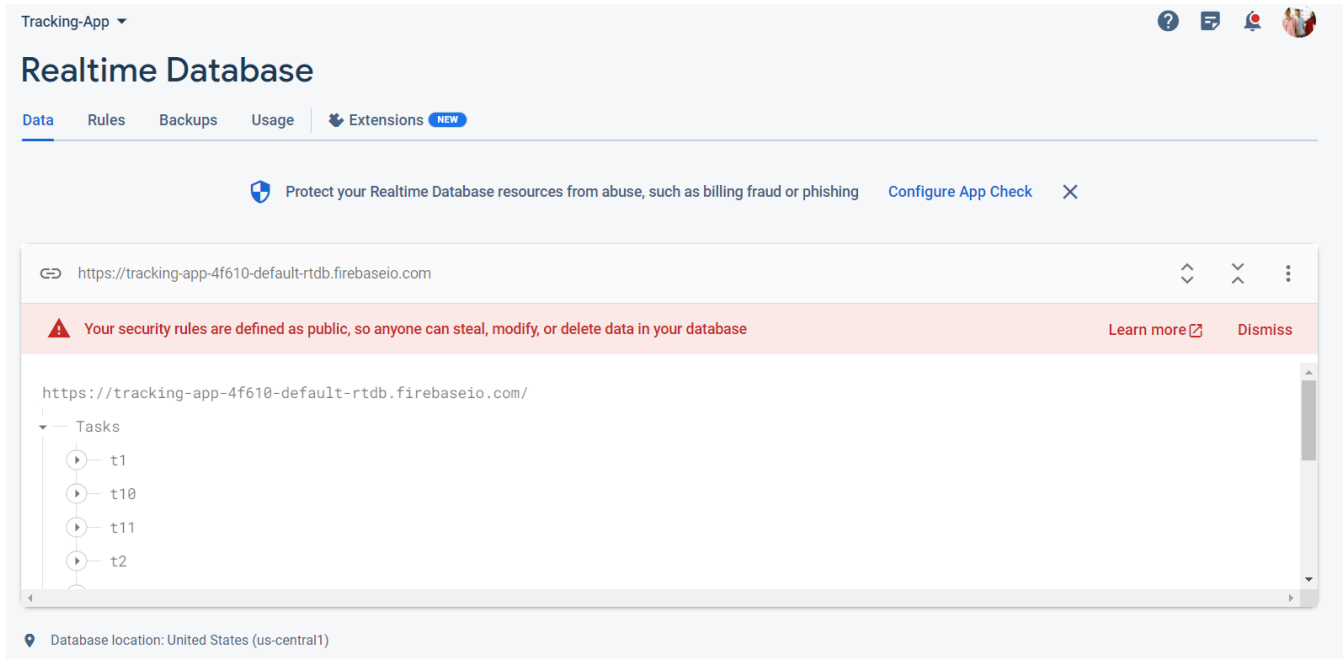 Tracking-App
Realtime Database
Data Rules Backups Usage Extensions NEW
Protect your Realtime Database resources from abuse, such as billing fraud or phishing Configure App Check
https://tracking-app-4f610-default-rtdb.firebaseio.com
Your security rules are defined as public, so anyone can steal, modify, or delete data in your database Learn more Dismiss
https://tracking-app-4f610-default-rtdb.firebaseio.com/
Tasks
t1
t10
t11
t2
Database location: United States (us-central1)